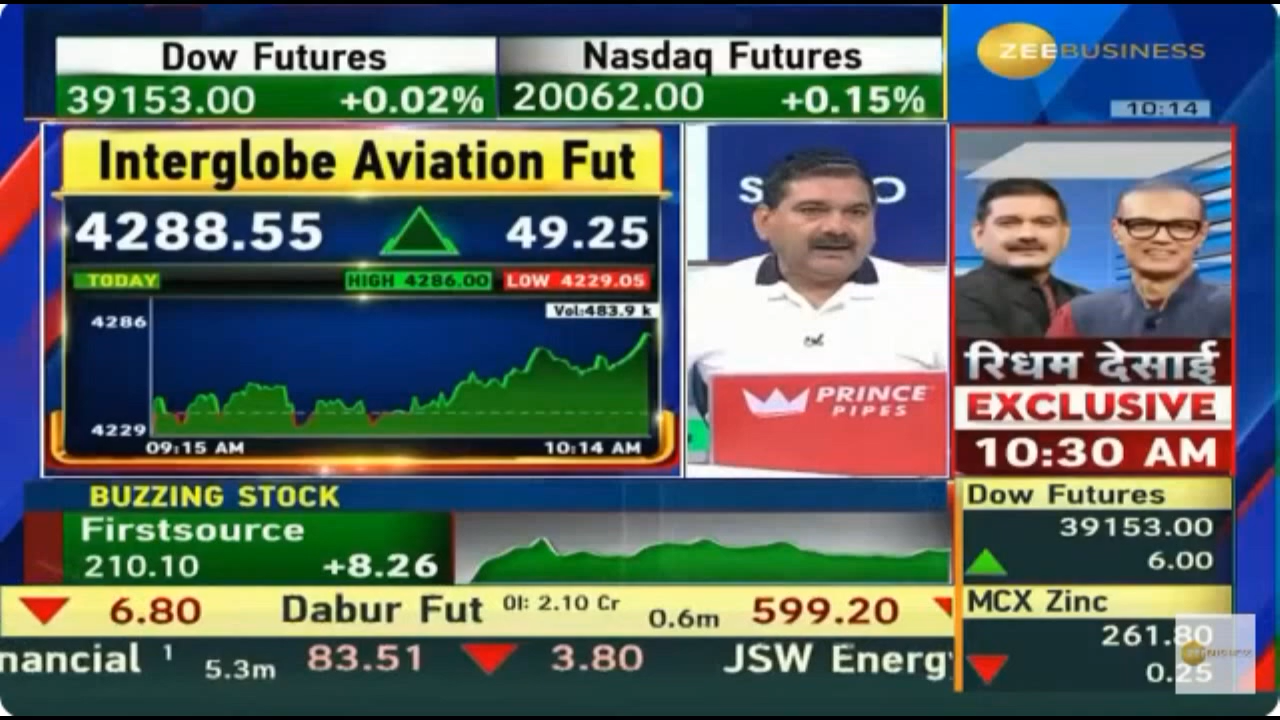 Dow Futures
39153.00 +0.02%
Nasdaq Futures
20062.00 +0.15%
ZEEBUSINESS
10:14
Interglobe Aviation Fut
4288.55 49.25
TODAY HIGH 4286.00 LOW 4229.05
Vol:483.9 k
4286
4229
09:15 AM 10:14 AM
S O
PRINCE
PIPES
रिधम देसाई
EXCLUSIVE
10:30 AM
BUZZING STOCK
Firstsource
210.10 +8.26
Dow Futures
39153.00
6.00
MCX Zinc
261.80
0.25
6.80 Dabur Fut OI: 2.10 Cr 0.6m 599.20
nancial 1 5.3m 83.51 3.80 JSW Energy